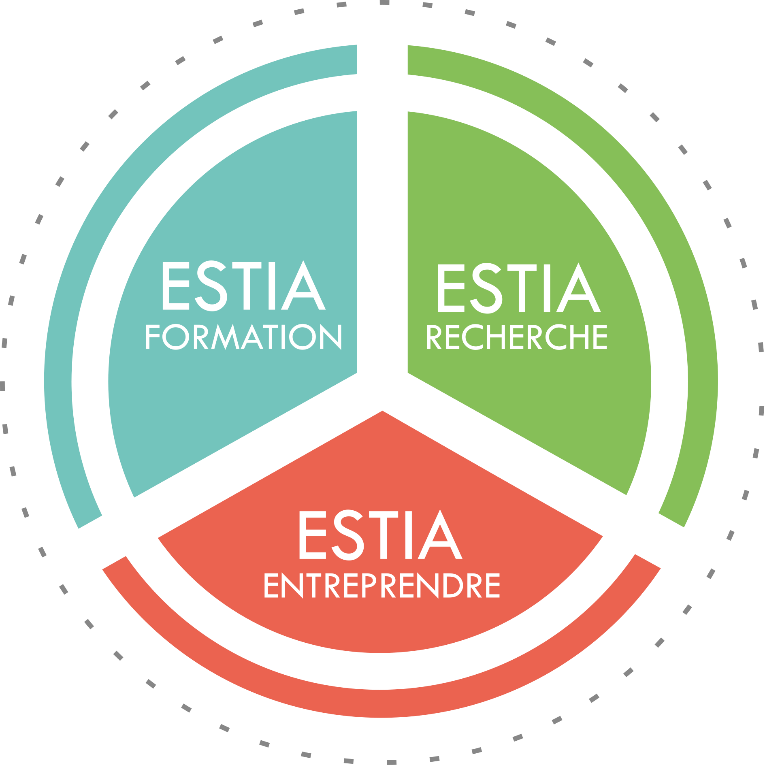 ESTIA
FORMATION
ESTIA
RECHERCHE
ESTIA
ENTREPRENDRE